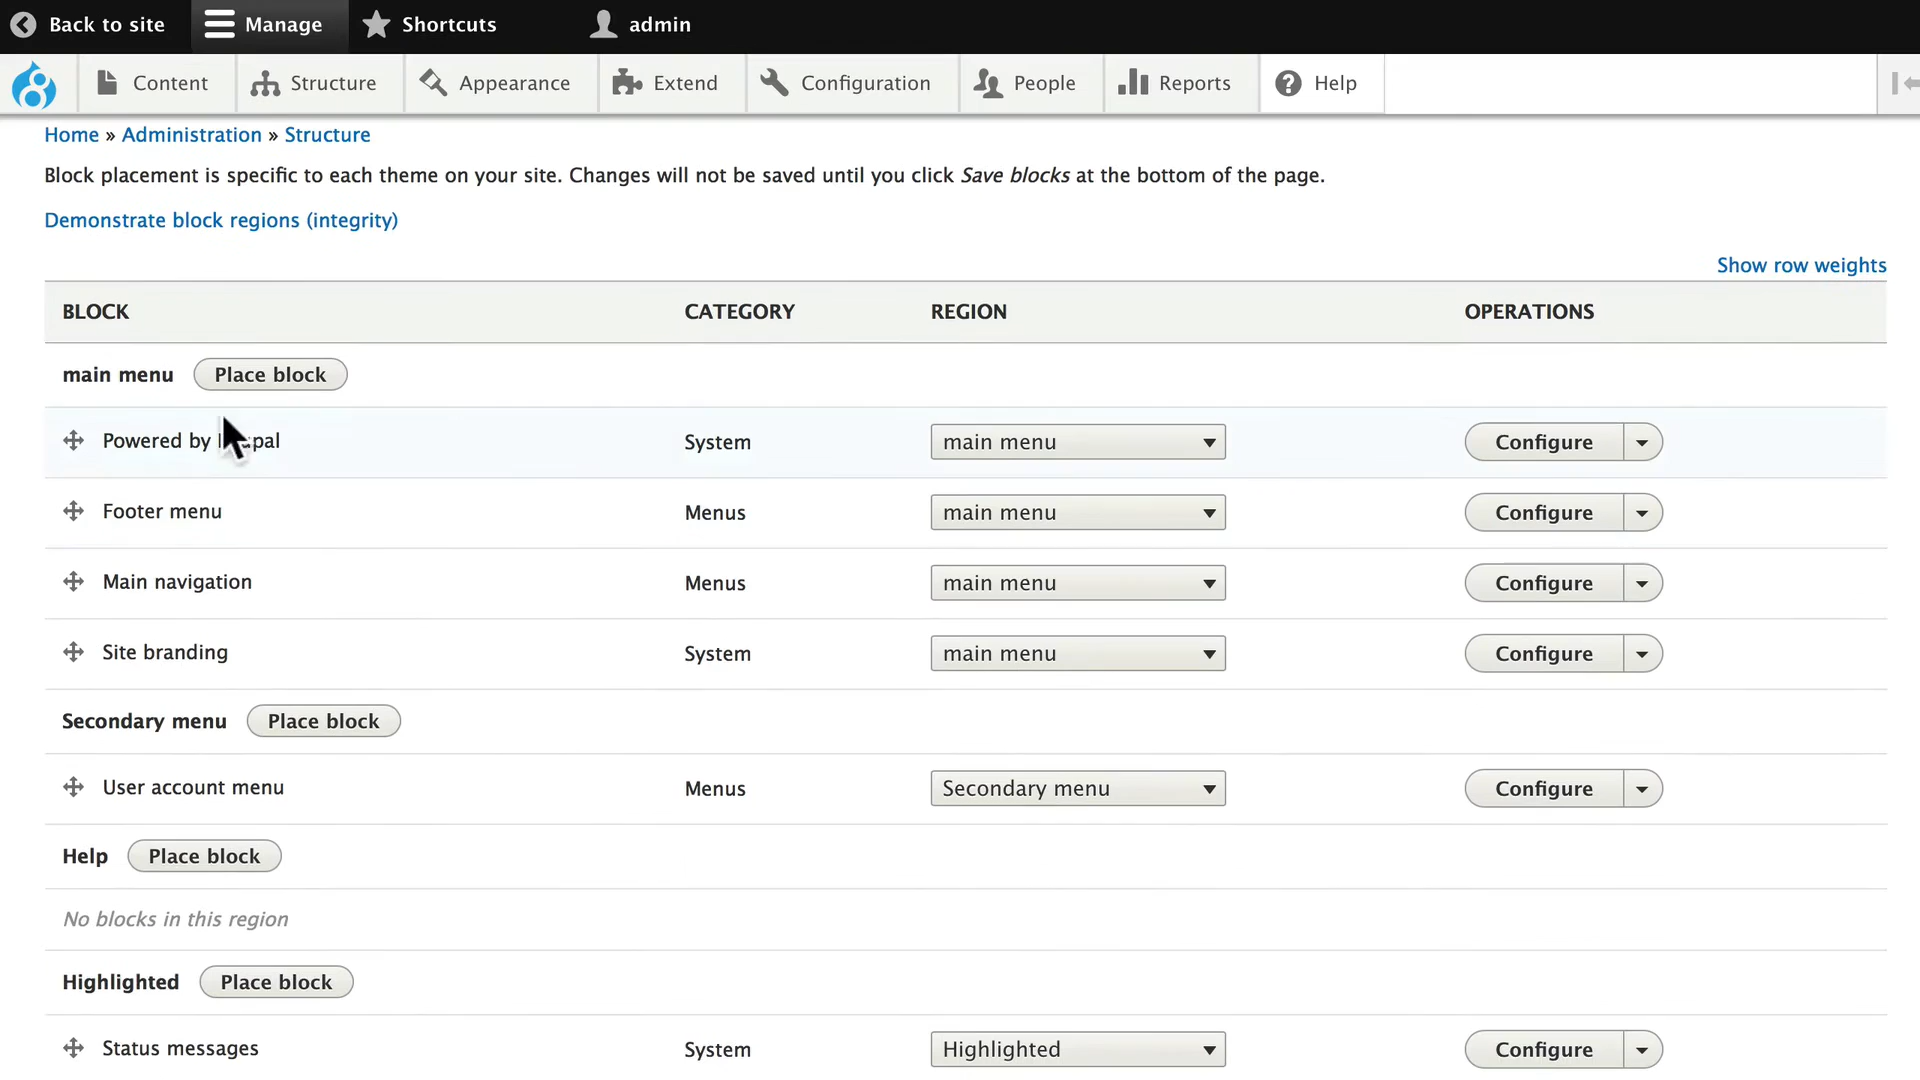 Back to site Manage Shortcuts admin
Content Structure Appearance Extend Configuration People Reports Help
Home » Administration » Structure
Block placement is specific to each theme on your site. Changes will not be saved until you click Save blocks at the bottom of the page.
Demonstrate block regions (integrity)
Show row weights
BLOCK CATEGORY REGION OPERATIONS
main menu Place block
Powered by System main menu Configure
Footer menu Menus main menu Configure
Main navigation Menus main menu Configure
Site branding System main menu Configure
Secondary menu Place block
User account menu Menus Secondary menu Configure
Help Place block
No blocks in this region
Highlighted Place block
Status messages System Highlighted Configure